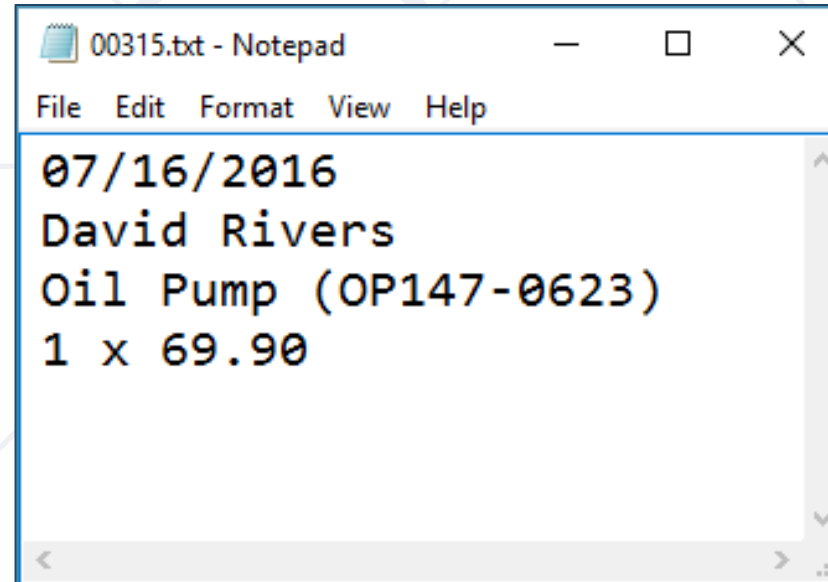 00315.txt - Notepad
File Edit Format View Help
07/16/2016
David Rivers
Oil Pump (OP147-0623)
1 x 69.90